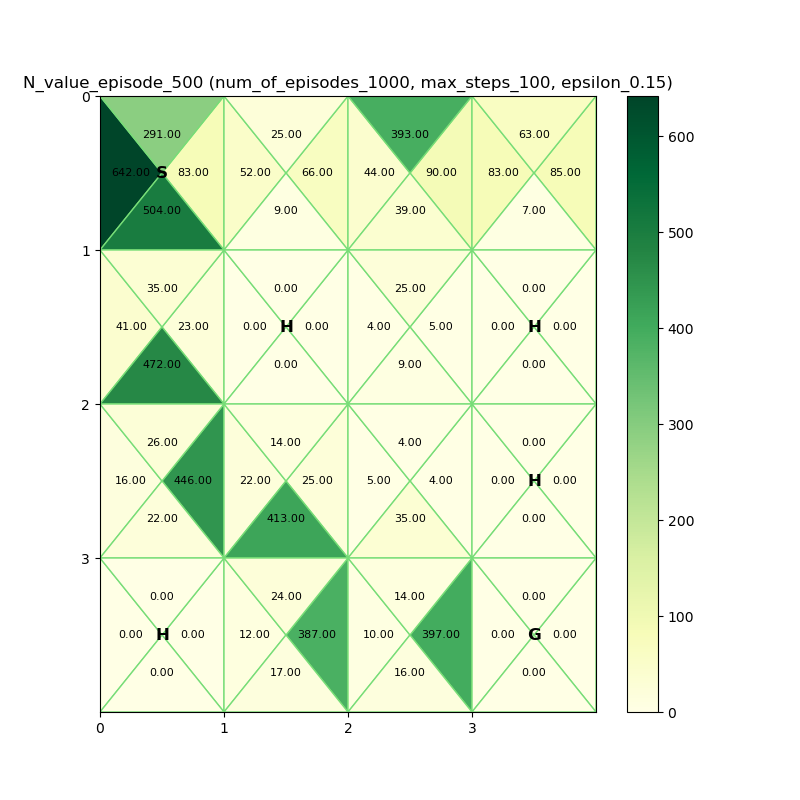 N_value_episode_500 (num_of_episodes_1000, max_steps_100, epsilon_0.15)
0
291.00 25.00 393.00 63.00
642.00 S 83.00 52.00 66.00 44.00 90.00 83.00 85.00
504.00 9.00 39.00 7.00
1
35.00 0.00 25.00 0.00
41.00 23.00 0.00 H 0.00 4.00 5.00 0.00 H 0.00
472.00 0.00 9.00 0.00
2
26.00 14.00 4.00 0.00
16.00 446.00 22.00 25.00 5.00 4.00 0.00 H 0.00
22.00 413.00 35.00 0.00
3
0.00 24.00 14.00 0.00
0.00 H 0.00 12.00 387.00 10.00 397.00 0.00 G 0.00
0.00 17.00 16.00 0.00
0 1 2 3
600
500
400
300
200
100
0